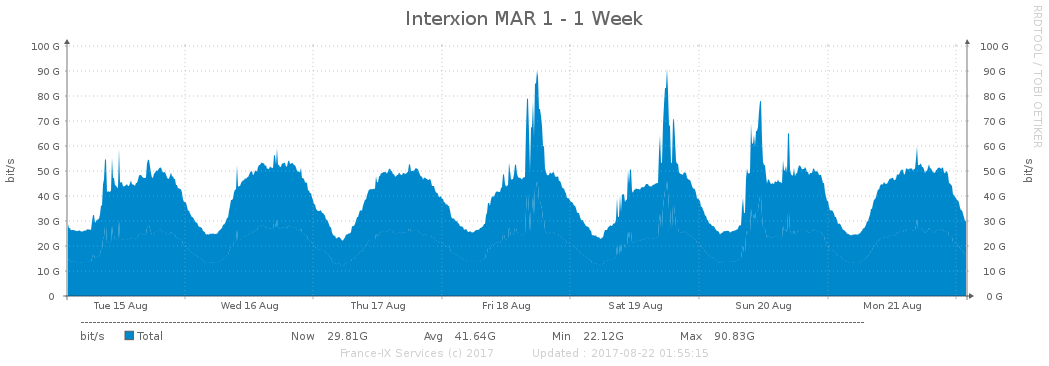 Interxion MAR 1 - 1 Week
RRDTOOL / TOBI OETIKER
bit/s
100 G
90 G
80 G
70 G
60 G
50 G
40 G
30 G
20 G
10 G
0
100 G
90 G
80 G
70 G
60 G
50 G
40 G
30 G
20 G
10 G
0 G
bit/s
Tue 15 Aug Wed 16 Aug Thu 17 Aug Fri 18 Aug Sat 19 Aug Sun 20 Aug Mon 21 Aug
bit/s Total Now 29.81G Avg 41.64G Min 22.12G Max 90.83G
France-IX Services (c) 2017 Updated : 2017-08-22 01:55:15